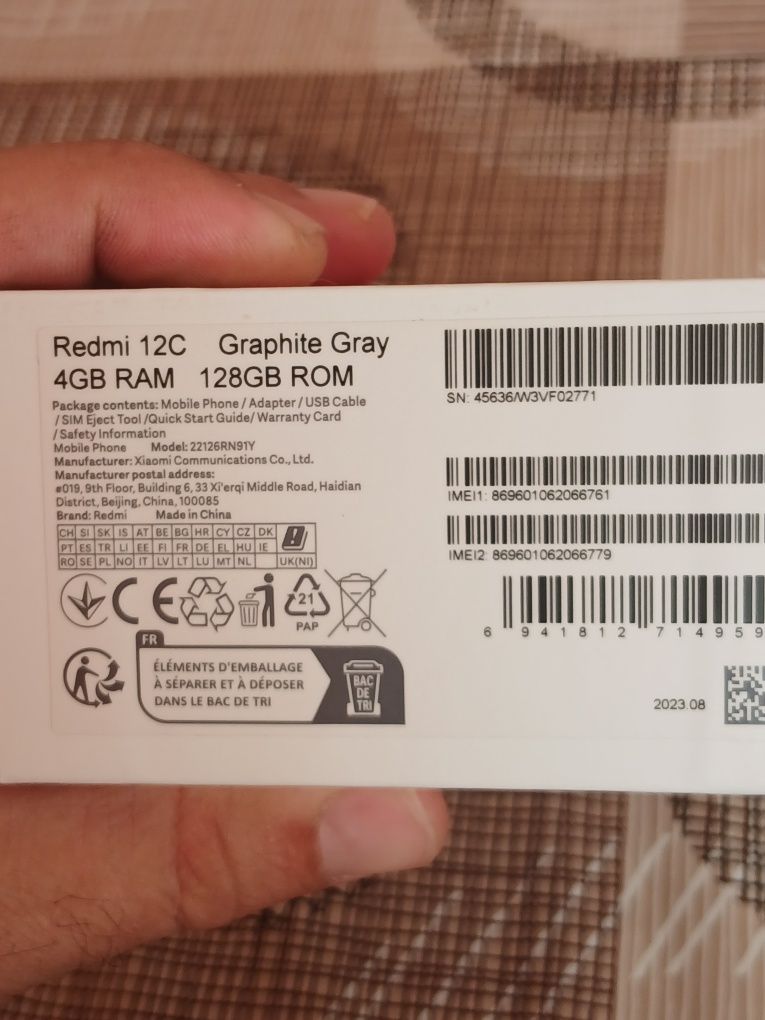 Redmi 12C Graphite Gray
4GB RAM 128GB ROM
Package contents: Mobile Phone / Adapter / USB Cable
/ SIM Eject Tool /Quick Start Guide/ Warranty Card
/ Safety Information
Mobile Phone Model: 22126RN91Y
Manufacturer: Xiaomi Communications Co., Ltd.
Manufacturer postal address:
#019, 9th Floor, Building 6, 33 Xi'erqi Middle Road, Haidian
District, Beijing, China, 100085
Brand: Redmi Made in China
CH SI SK IS AT BE BG HR CY CZ DK
PT ES TR LI EE FI FR DE EL HU IE
RO SE PL NO IT LV LT LU MT NL UK(NI)
CE
21
PAP
FR
ÉLÉMENTS D'EMBALLAGE
À SÉPARER ET À DÉPOSER
DANS LE BAC DE TRI
BAC
DE
TRI
SN: 45636/W3VF02771
IMEI1: 869601062066761
IMEI2: 869601062066779
6 941812 714959
2023.08